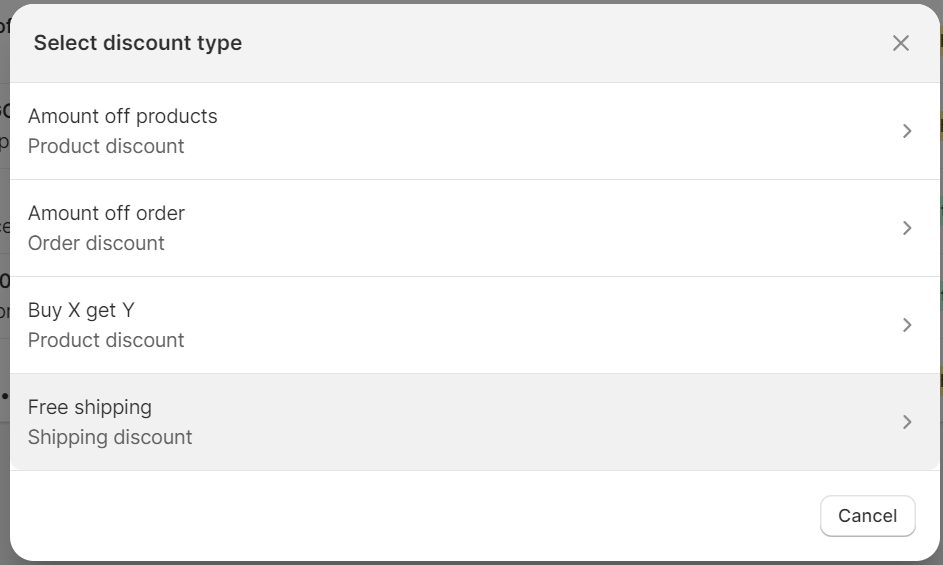 Select discount type
Amount off products
Product discount
Amount off order
Order discount
Buy X get Y
Product discount
Free shipping
Shipping discount
Cancel